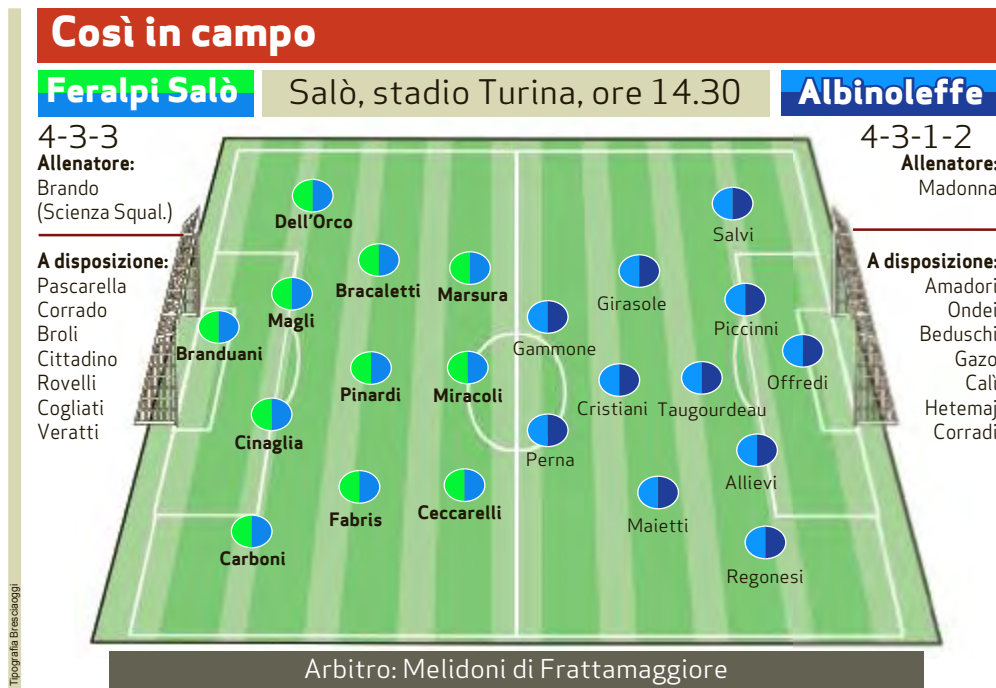 Così in campo
Feralpi Salò
Salò, stadio Turina, ore 14.30
Albinoleffe
4-3-3
Allenatore:
Brando
(Scienza Squal.)
A disposizione:
Pascarella
Corrado
Broli
Cittadino
Rovelli
Cogliati
Veratti
4-3-1-2
Allenatore:
Madonna
A disposizione:
Amadori
Ondei
Beduschi
Gazo
Calì
Hetemaj
Corradi
Dell'Orco
Bracaletti
Marsura
Magli
Branduani
Pinardi
Miracoli
Cinaglia
Fabris
Ceccarelli
Carboni
Salvi
Girasole
Piccinni
Gammone
Offredi
Cristiani
Taugourdeau
Perna
Allievi
Maietti
Regonesi
Arbitro: Melidoni di Frattamaggiore
Tipografia Bresciaoggi